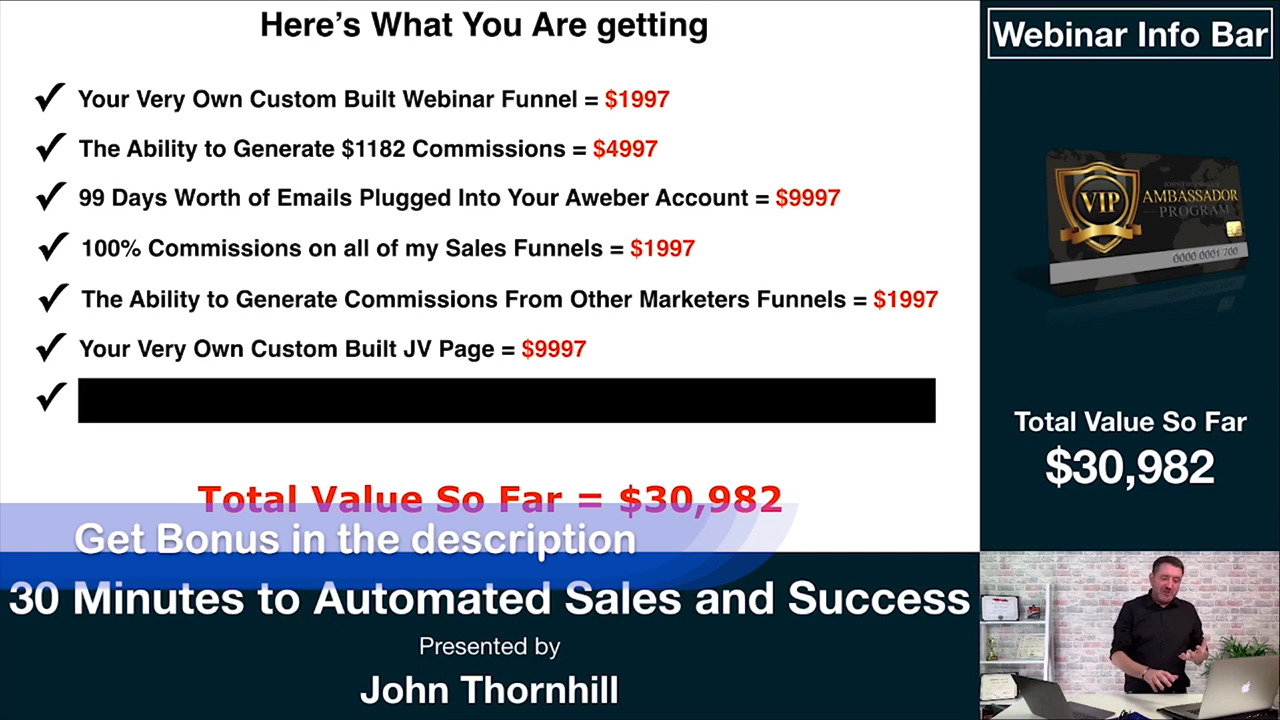 Here's What You Are getting
Your Very Own Custom Built Webinar Funnel = $1997
The Ability to Generate $1182 Commissions = $4997
99 Days Worth of Emails Plugged Into Your Aweber Account = $9997
100% Commissions on all of my Sales Funnels = $1997
The Ability to Generate Commissions From Other Marketers Funnels = $1997
Your Very Own Custom Built JV Page = $9997
Total Value So Far = $30,982
Get Bonus in the description
30 Minutes to Automated Sales and Success
Presented by
John Thornhill
Webinar Info Bar
VIP
AMBASSADOR
PROGRAM
0000 0001 700
Total Value So Far
$30,982